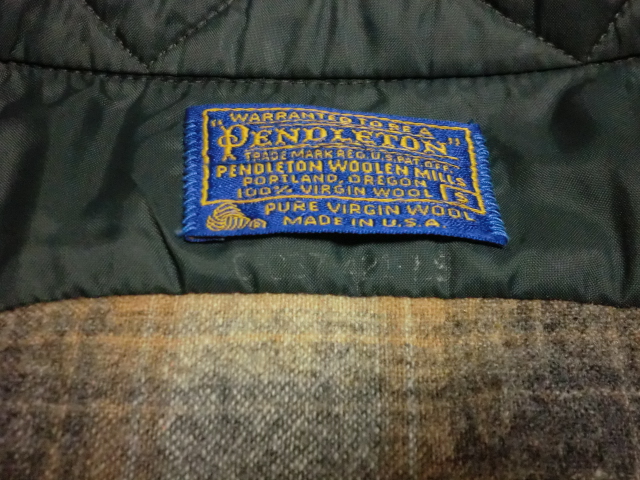 "WARRANTED TO BE A
PENDLETON"
TRADE MARK REG. U.S. PAT. OFF.
PENDLETON WOOLEN MILLS
PORTLAND, OREGON
100% VIRGIN WOOL S
PURE VIRGIN WOOL
MADE IN U.S.A.